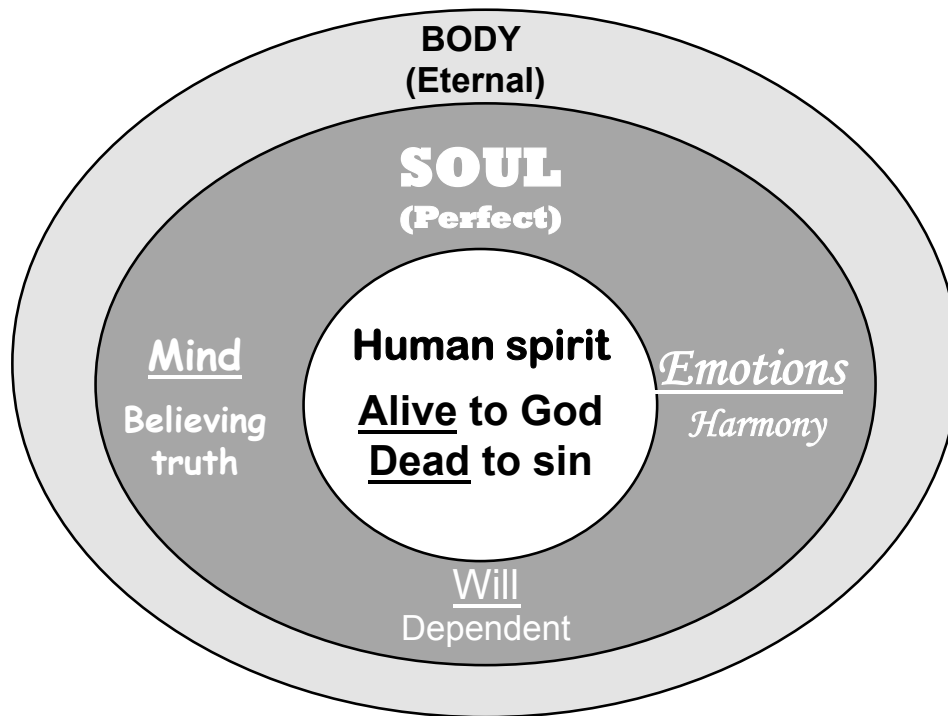 BODY
(Eternal)
SOUL
(Perfect)
Human spirit
Alive to God
Dead to sin
Mind
Believing
truth
Emotions
Harmony
Will
Dependent